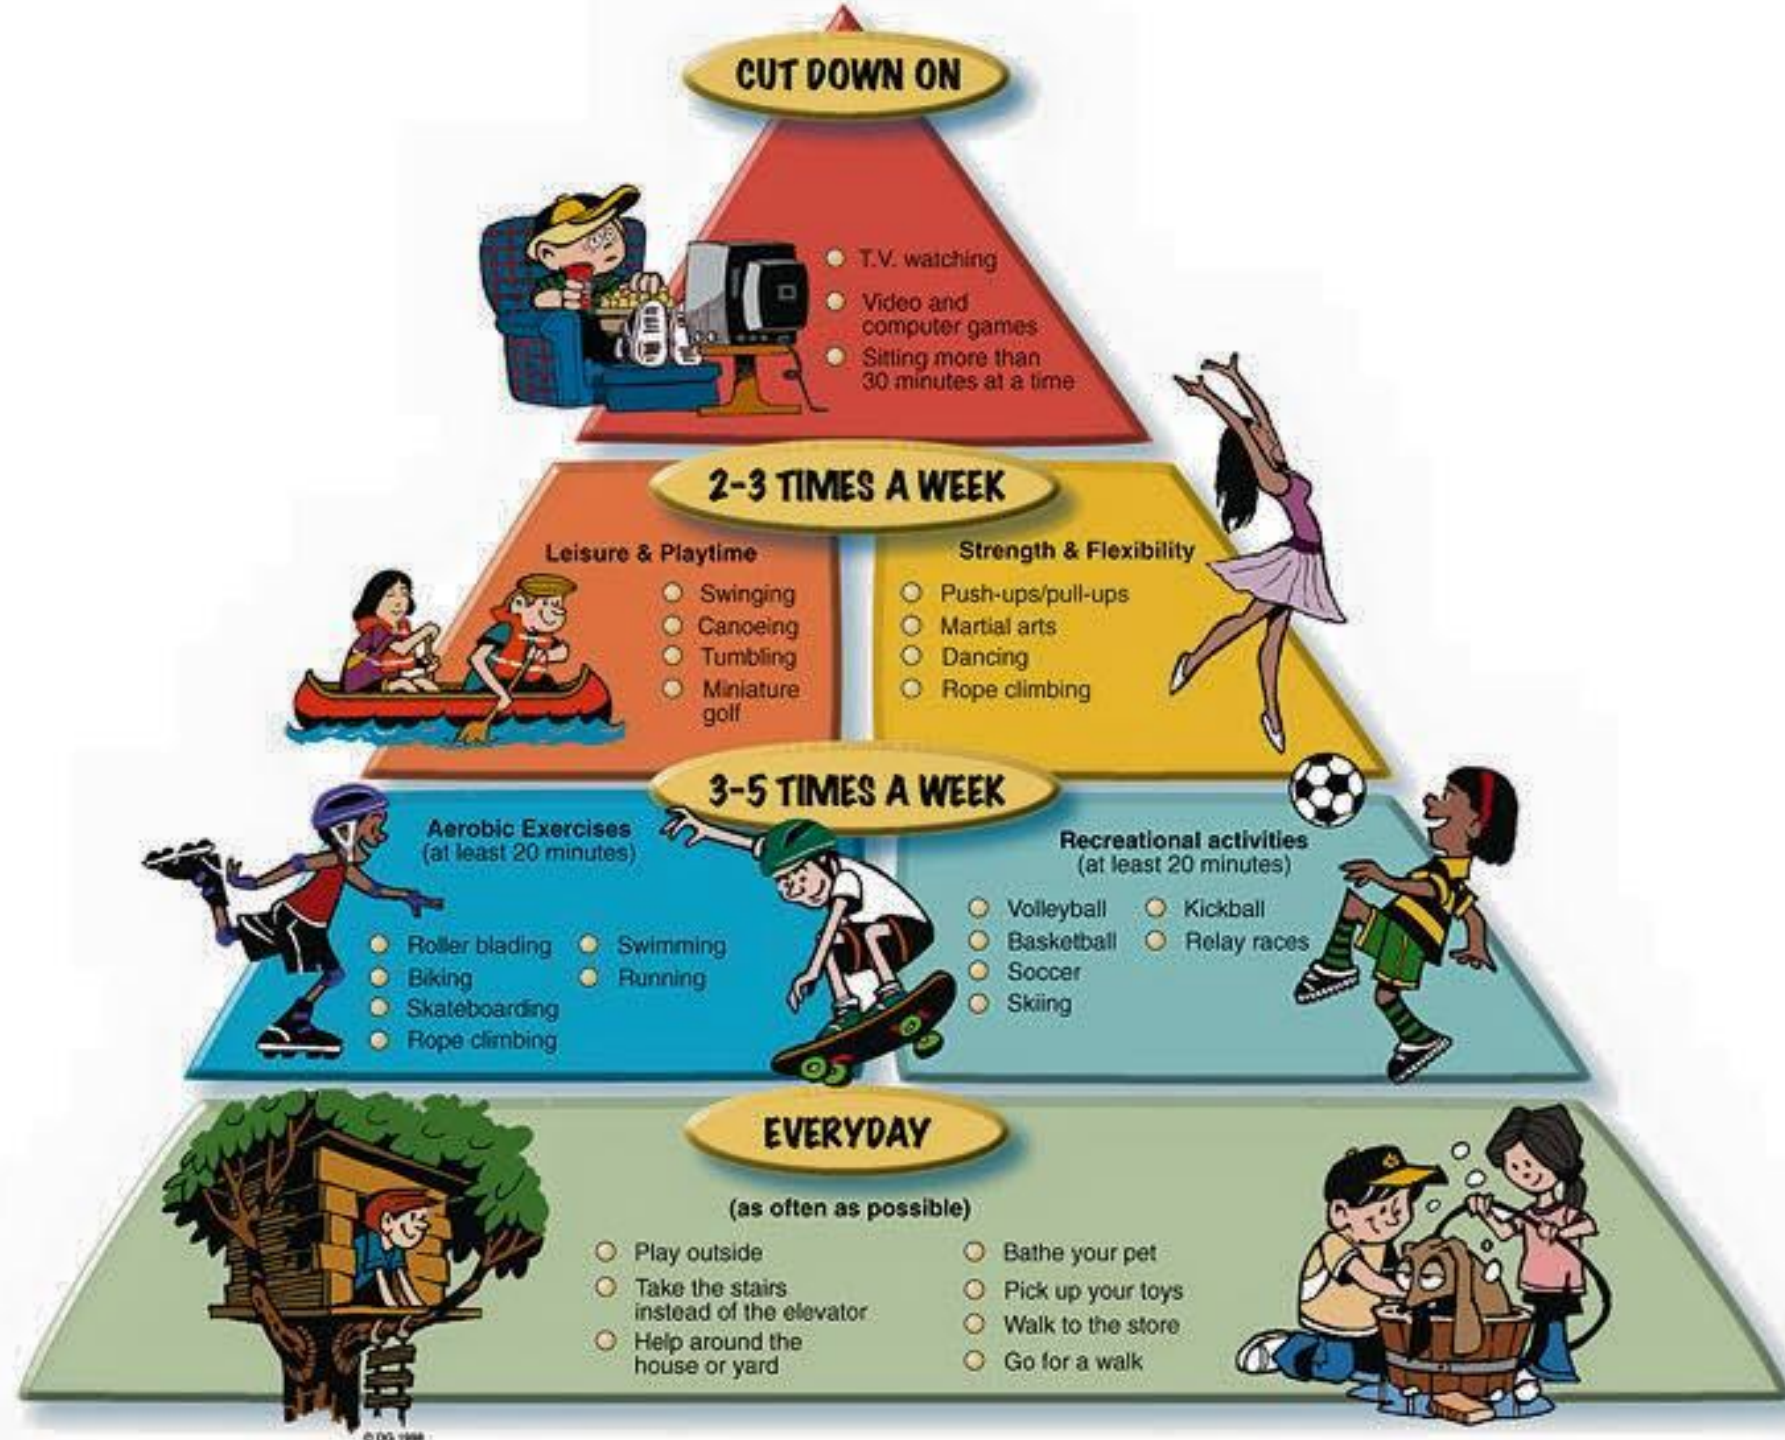 CUT DOWN ON
T.V. watching
Video and
computer games
Sitting more than
30 minutes at a time
2-3 TIMES A WEEK
Leisure & Playtime
Swinging
Canoeing
Tumbling
Miniature
golf
Strength & Flexibility
Push-ups/pull-ups
Martial arts
Dancing
Rope climbing
3-5 TIMES A WEEK
Aerobic Exercises
(at least 20 minutes)
Roller blading
Biking
Skateboarding
Rope climbing
Swimming
Running
Recreational activities
(at least 20 minutes)
Volleyball
Basketball
Soccer
Skiing
Kickball
Relay races
EVERYDAY
(as often as possible)
Play outside
Take the stairs
instead of the elevator
Help around the
house or yard
Bathe your pet
Pick up your toys
Walk to the store
Go for a walk
© DG 1998